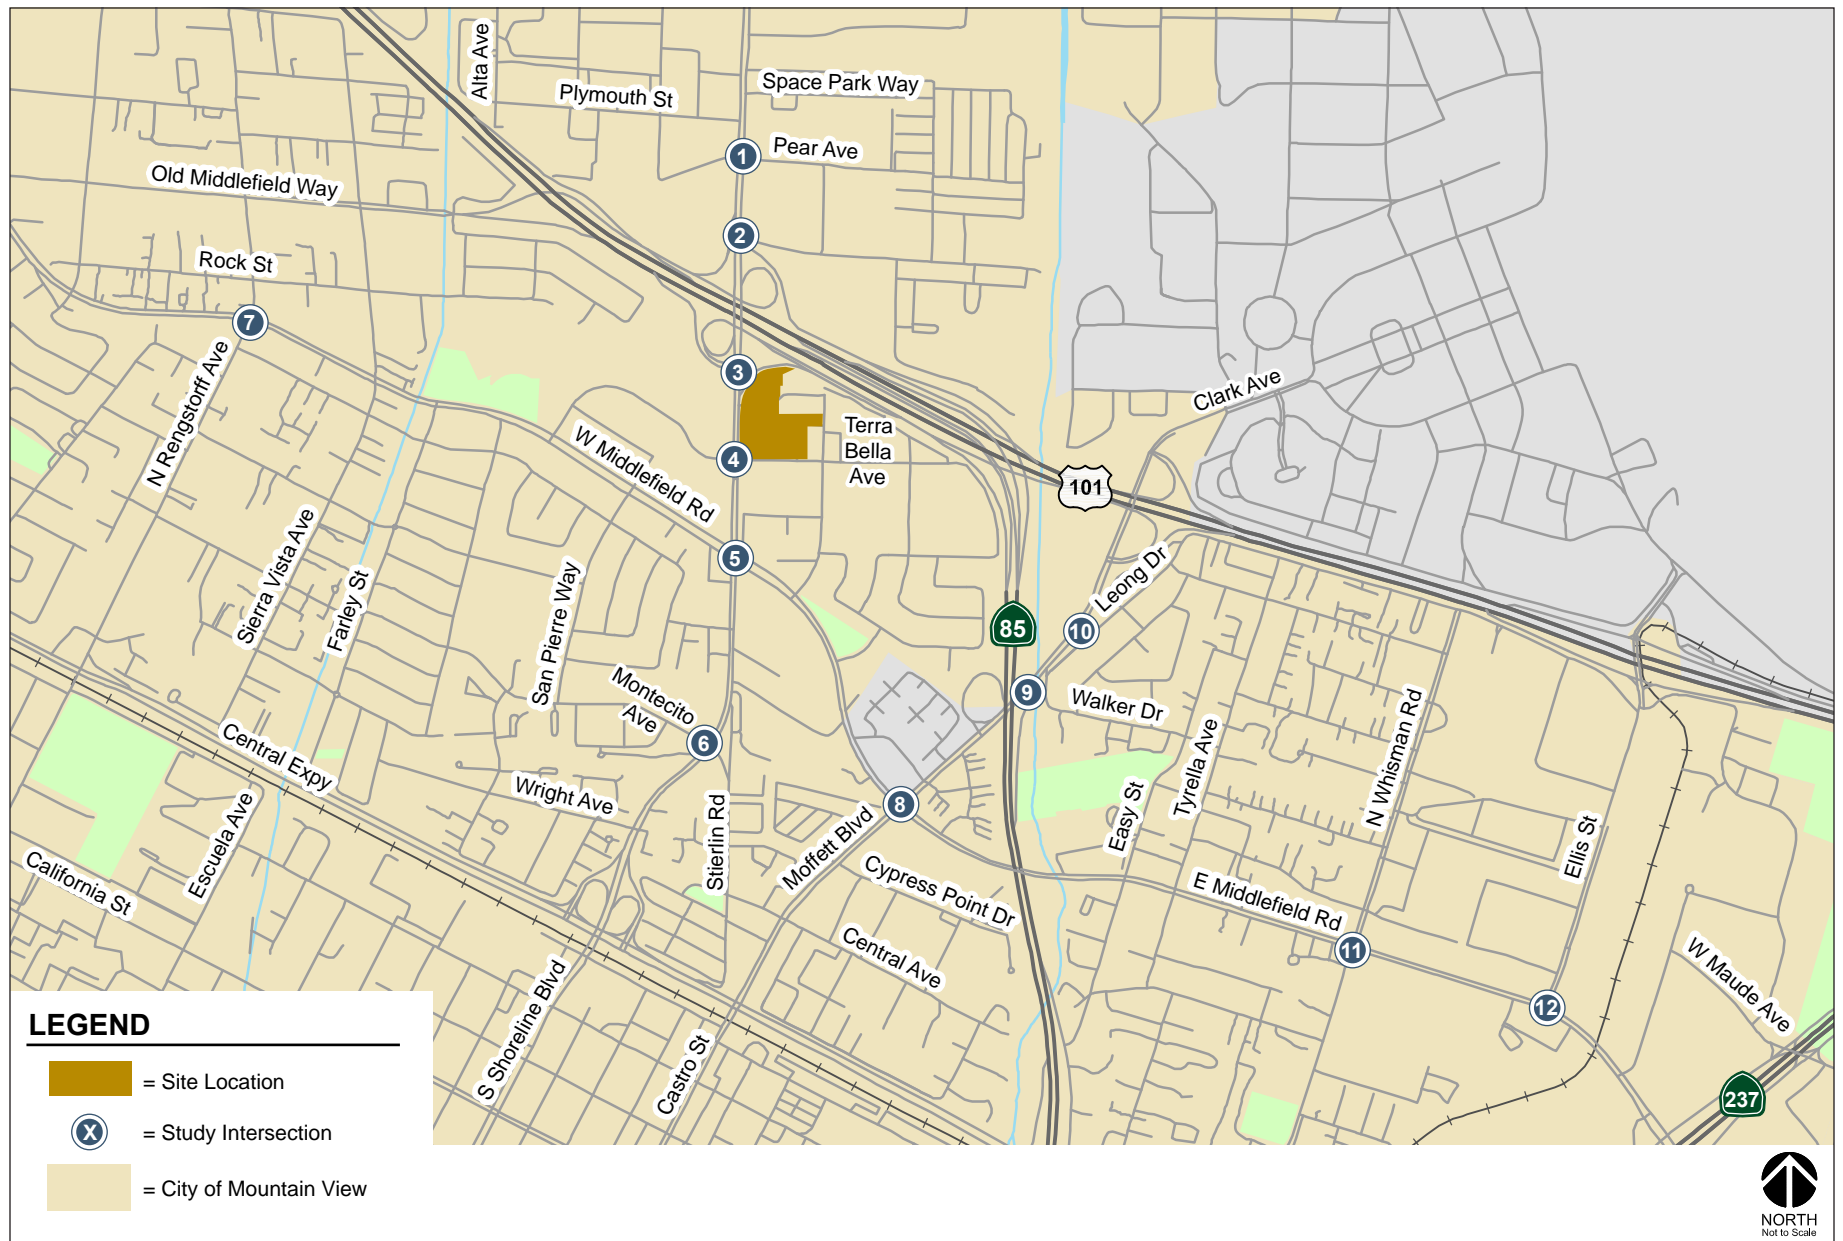 Alta Ave
Plymouth St
Space Park Way
1
Pear Ave
Old Middlefield Way
2
Rock St
7
3
N Rengstorff Ave
Clark Ave
W Middlefield Rd
4
Terra
Bella
Ave
101
5
Sierra Vista Ave
Farley St
San Pierre Way
Leong Dr
85
10
Montecito
Ave
9
Walker Dr
6
N Whisman Rd
Tyrella Ave
Central Expy
Wright Ave
8
Easy St
Stierlin Rd
Moffett Blvd
Escuela Ave
California St
Cypress Point Dr
Ellis St
E Middlefield Rd
11
Central Ave
W Maude Ave
12
S Shoreline Blvd
Castro St
237
LEGEND
= Site Location
X
= Study Intersection
= City of Mountain View
NORTH
Not to Scale